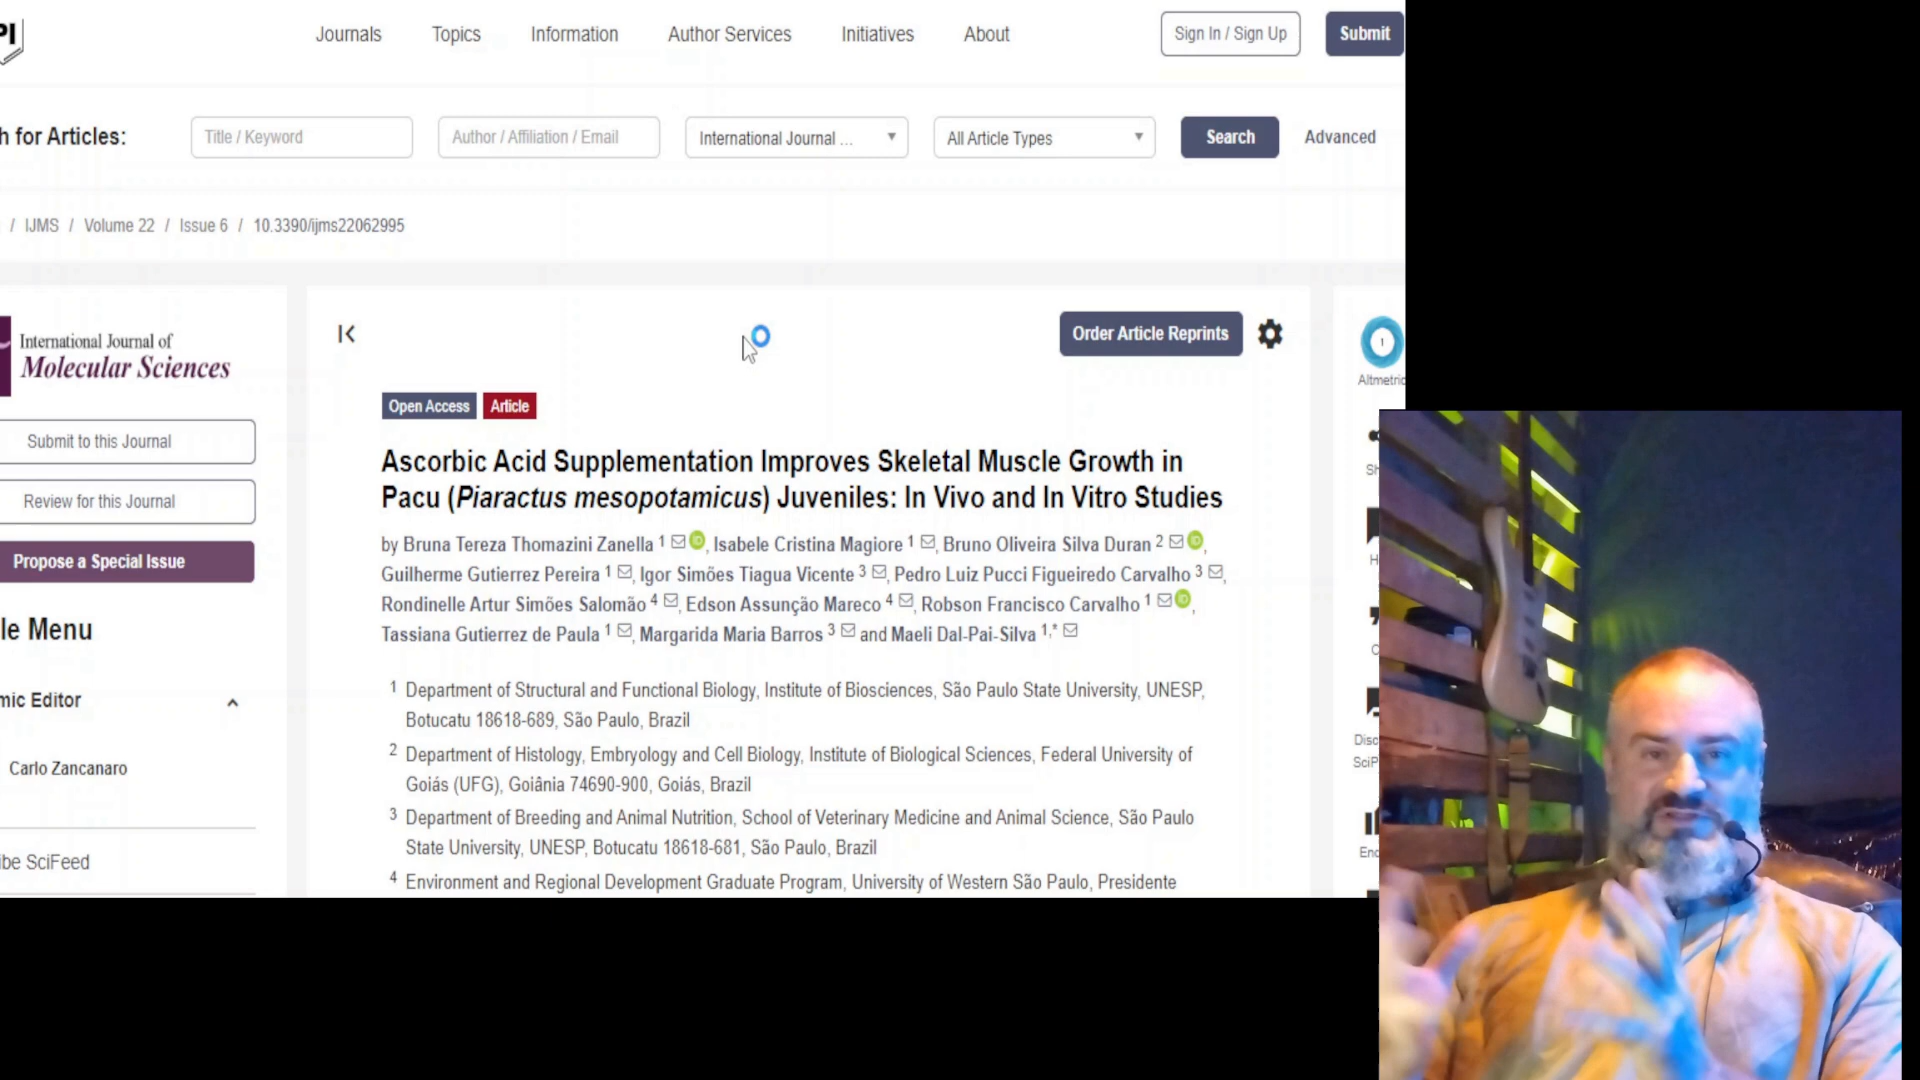 PI
Journals Topics Information Author Services Initiatives About Sign In / Sign Up Submit
h for Articles: Title / Keyword Author / Affiliation / Email International Journal ... All Article Types Search Advanced
/ IJMS / Volume 22 / Issue 6 / 10.3390/ijms22062995
International Journal of
Molecular Sciences
Submit to this Journal
Review for this Journal
Propose a Special Issue
le Menu
mic Editor
Carlo Zancanaro
ibe SciFeed
Order Article Reprints
Open Access Article
Ascorbic Acid Supplementation Improves Skeletal Muscle Growth in
Pacu (Piaractus mesopotamicus) Juveniles: In Vivo and In Vitro Studies
by Bruna Tereza Thomazini Zanella 1 iD, Isabele Cristina Magiore 1, Bruno Oliveira Silva Duran 2 iD,
Guilherme Gutierrez Pereira 1, Igor Simões Tiagua Vicente 3, Pedro Luiz Pucci Figueiredo Carvalho 3,
Rondinelle Artur Simões Salomão 4, Edson Assunção Mareco 4, Robson Francisco Carvalho 1 iD,
Tassiana Gutierrez de Paula 1, Margarida Maria Barros 3 and Maeli Dal-Pai-Silva 1,*
1 Department of Structural and Functional Biology, Institute of Biosciences, São Paulo State University, UNESP,
Botucatu 18618-689, São Paulo, Brazil
2 Department of Histology, Embryology and Cell Biology, Institute of Biological Sciences, Federal University of
Goiás (UFG), Goiânia 74690-900, Goiás, Brazil
3 Department of Breeding and Animal Nutrition, School of Veterinary Medicine and Animal Science, São Paulo
State University, UNESP, Botucatu 18618-681, São Paulo, Brazil
4 Environment and Regional Development Graduate Program, University of Western São Paulo, Presidente
1
Altmetric
Sh
H
C
Disc
SciP
End